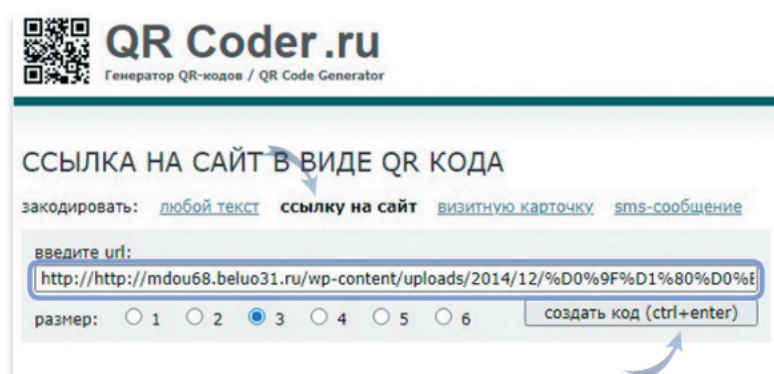 QR Coder.ru
Генератор QR-кодов / QR Code Generator
ССЫЛКА НА САЙТ В ВИДЕ QR КОДА
закодировать: любой текст ссылку на сайт визитную карточку sms-сообщение
введите url:
http://http://mdou68.beluo31.ru/wp-content/uploads/2014/12/%D0%9F%D1%80%D0%E
размер: 1 2 3 4 5 6 создать код (ctrl+enter)